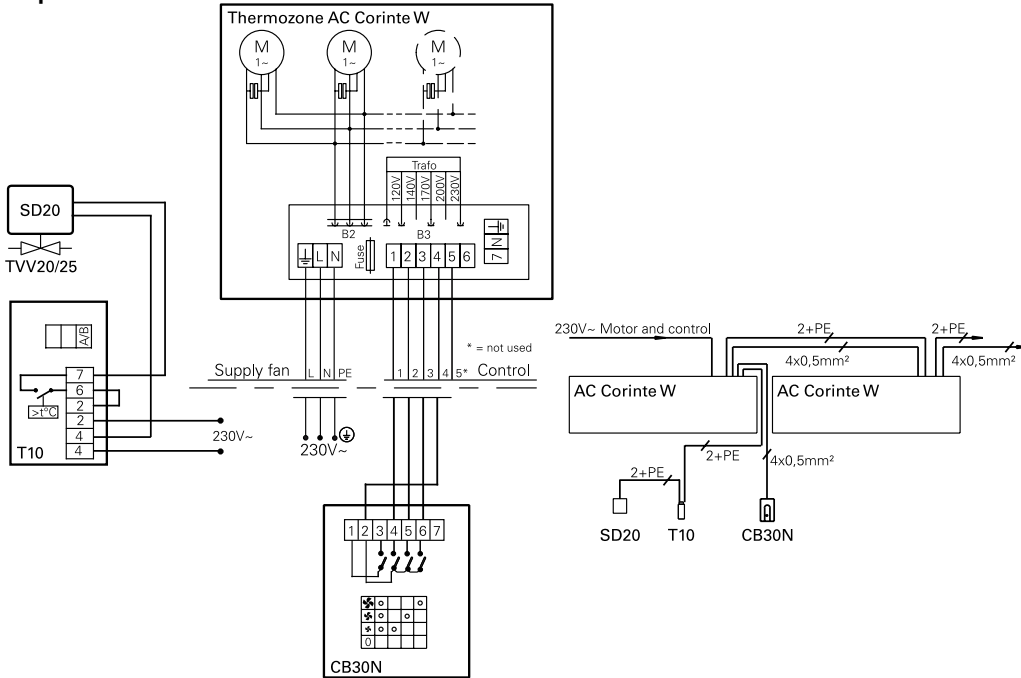 Thermozone AC Corinte W
M M M
1~ 1~ 1~
Trafo
120V 140V 170V 200V 230V
SD20
TVV20/25
B2 B3
Fuse
L N
1 2 3 4 5 6
7 N
A/B
7
6
2
2
4
4
>t°C
T10
230V~
* = not used
Supply fan L N PE
1 2 3 4 5* Control
230V~
1 2 3 4 5 6 7
0
CB30N
230V~ Motor and control
2+PE 2+PE
4x0,5mm² 4x0,5mm²
AC Corinte W AC Corinte W
2+PE 4x0,5mm²
2+PE
SD20 T10 CB30N